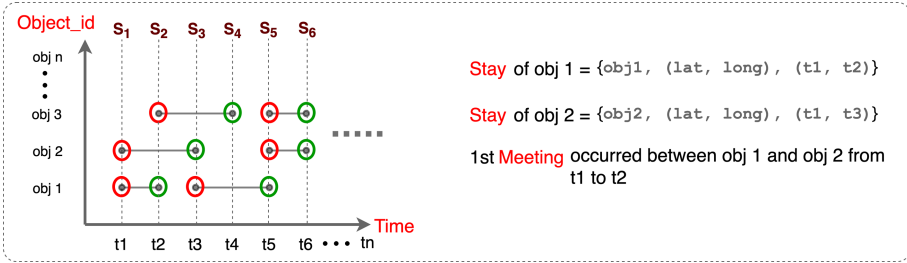 Object_id
S1 S2 S3 S4 S5 S6
obj n
obj 3
obj 2
obj 1
Time
t1 t2 t3 t4 t5 t6 ••• tn
Stay of obj 1 = {obj1, (lat, long), (t1, t2)}
Stay of obj 2 = {obj2, (lat, long), (t1, t3)}
1st Meeting occurred between obj 1 and obj 2 from
t1 to t2